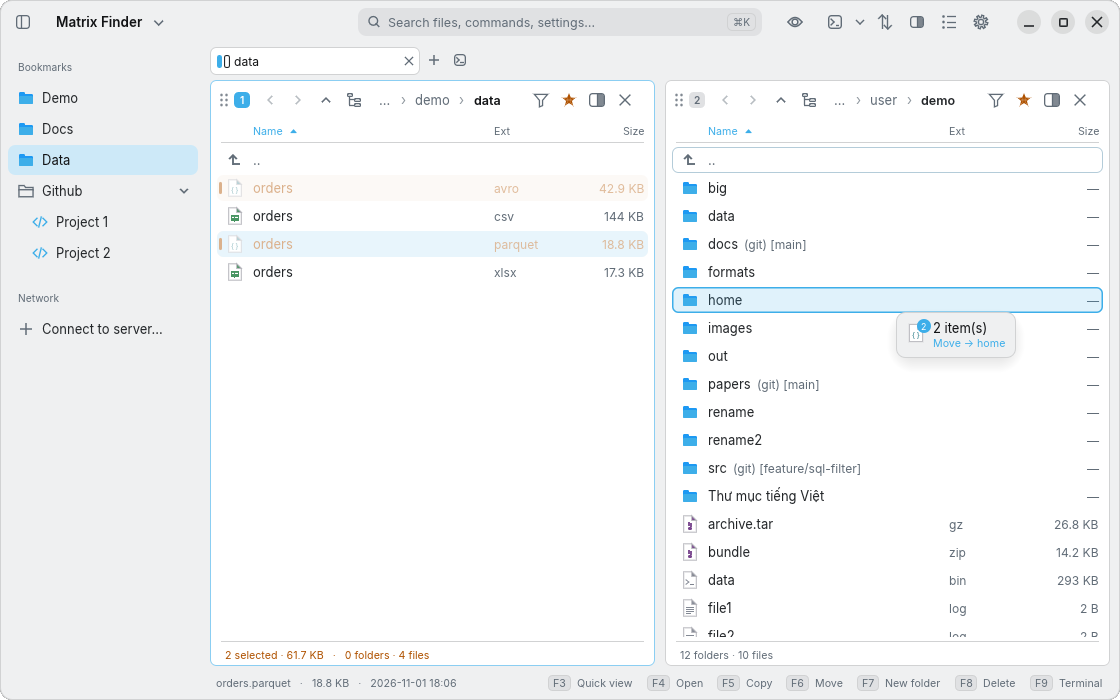 Matrix Finder
Search files, commands, settings... ⌘K
Bookmarks
Demo
Docs
Data
Github
Project 1
Project 2
Network
Connect to server...
data
1 ... › demo › data
Name Ext Size
..
orders avro 42.9 KB
orders csv 144 KB
orders parquet 18.8 KB
orders xlsx 17.3 KB
2 selected · 61.7 KB · 0 folders · 4 files
2 ... › user › demo
Name Ext Size
..
big —
data —
docs (git) [main] —
formats —
home —
images —
out —
papers (git) [main] —
rename —
rename2 —
src (git) [feature/sql-filter] —
Thư mục tiếng Việt —
archive.tar gz 26.8 KB
bundle zip 14.2 KB
data bin 293 KB
file1 log 2 B
file2 log 2 B
2 2 item(s)
Move → home
12 folders · 10 files
orders.parquet · 18.8 KB · 2026-11-01 18:06
F3 Quick view F4 Open F5 Copy F6 Move F7 New folder F8 Delete F9 Terminal